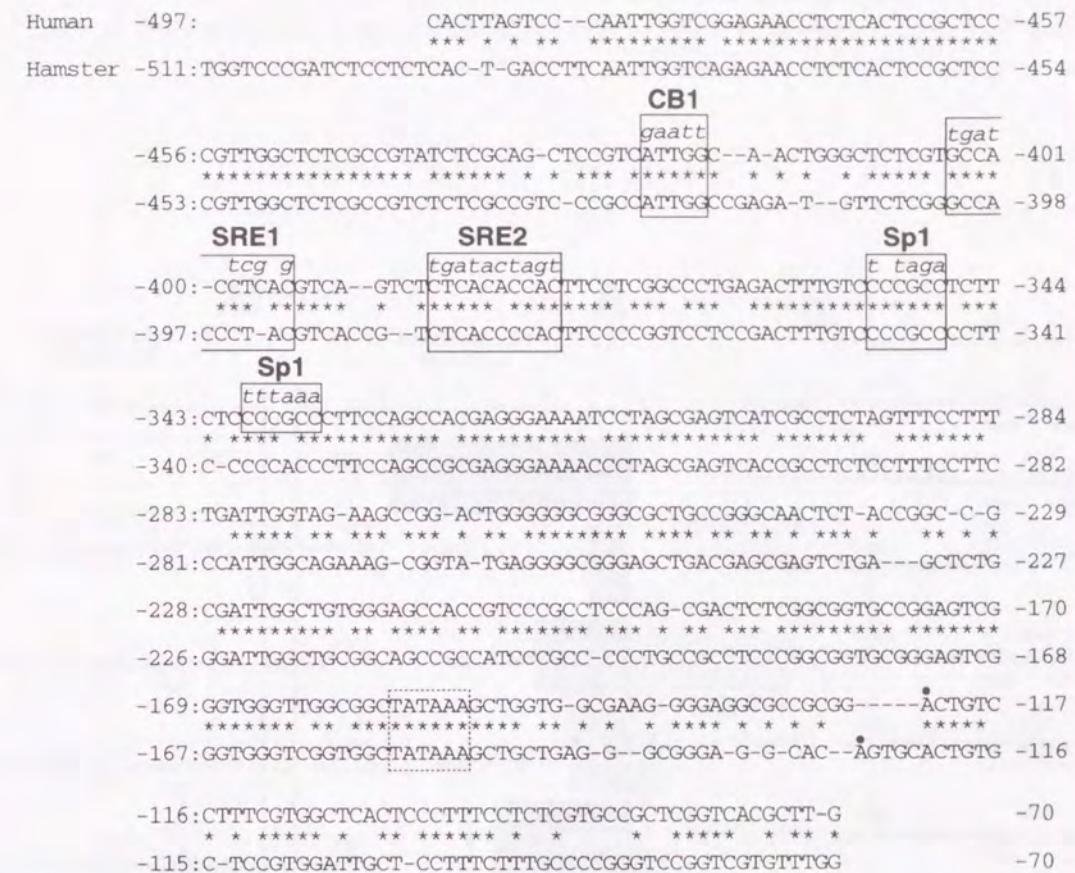 Human -497: CACTTAGTCC--CAATTGGTCGGAGAACCTCTCACTCCGCTCC -457
*** * * ** ********* *********************
Hamster -511:TGGTCCCGATCTCCTCTCAC-T-GACCTTCAATTGGTCAGAGAACCTCTCACTCCGCTCC -454
CB1
gaatt tgat
-456:CGTTGGCTCTCGCCGTATCTCGCAG-CTCCGTCATTGGC--A-ACTGGGCTCTCGTGCCA -401
**************** ****** * * *** ****** * * * ****** ****
-453:CGTTGGCTCTCGCCGTCTCTCGCCGTC-CCGCCATTGGCCGAGA-T--GTTCTCGGGCCA -398
SRE1 SRE2 Sp1
tcg g tgatactagt t taga
-400:-CCTCACGTCA--GTCTCTCACACCACTTCCTCGGCCCTGAGACTTTGTCCCCGCCTCTT -344
*** ***** * ****** ******* *** *** *** ****************
-397:CCCT-ACGTCACCG---TCTCACCCCACTTCCCCGGTCCTCCGACTTTGTCCCCGCCCCTT -341
Sp1
tttaaa
-343:CTCCCCGCCCTTCCAGCCACGAGGGAAAATCCTAGCGAGTCATCGCCTCTAGTTTCCTTT -284
* **** ************ ********** *********** ******* *******
-340:C-CCCCACCCTTCCAGCCGCGAGGGAAAACCCTAGCGAGTCACCGCCTCTCCTTTCCTTC -282
-283:TGATTGGTAG-AAGCCGG-ACTGGGGGGCGGGCGCTGCCGGGCAACTCT-ACCGGC-C-G -229
-281:CCATTGGCAGAAAG-CGGTA-TGAGGGGCGGGAGCTGACGAGCGAGTCTGA---GCTCTG -227
-228:CGATTGGCTGTGGGAGCCACCGTCCCGCCTCCCAG-CGACTCTCGGCGGTGCCGGAGTCG -170
-226:GGATTGGCTGCGGCAGCCGCCATCCCGCC-CCCTGCCGCCTCCCGGCGGTGCGGGAGTCG -168
-169:GGTGGGTTGGCGGCTATAAAGCTGGTG-GCGAAG-GGGAGGCGCCGCGG-----ACTGTC -117
-167:GGTGGGTCGGTGGCTATAAAGCTGCTGAG-G--GCGGGA-G-G-CAC--AGTGCACTGTG -116
-116:CTTTCGTGGCTCACTCCCTTTCCTCTCGTGCCGCTCGGTCACGCTT-G -70
-115:C-TCCGTGGATTGCT-CCTTTCTTTGCCCCGGGTCCGGTCGTGTTTGG -70